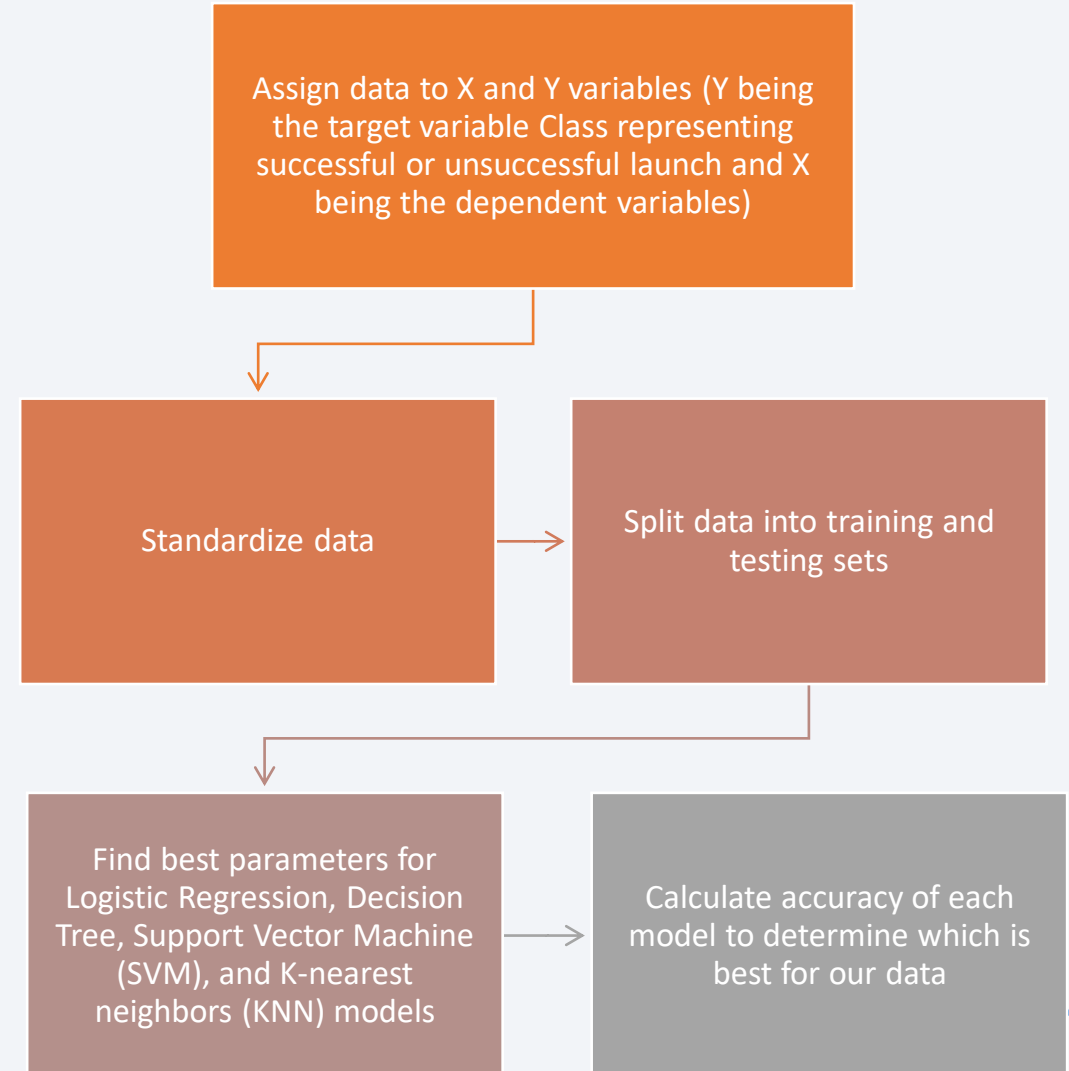 Assign data to X and Y variables (Y being
the target variable Class representing
successful or unsuccessful launch and X
being the dependent variables)
Standardize data
Split data into training and
testing sets
Find best parameters for
Logistic Regression, Decision
Tree, Support Vector Machine
(SVM), and K-nearest
neighbors (KNN) models
Calculate accuracy of each
model to determine which is
best for our data